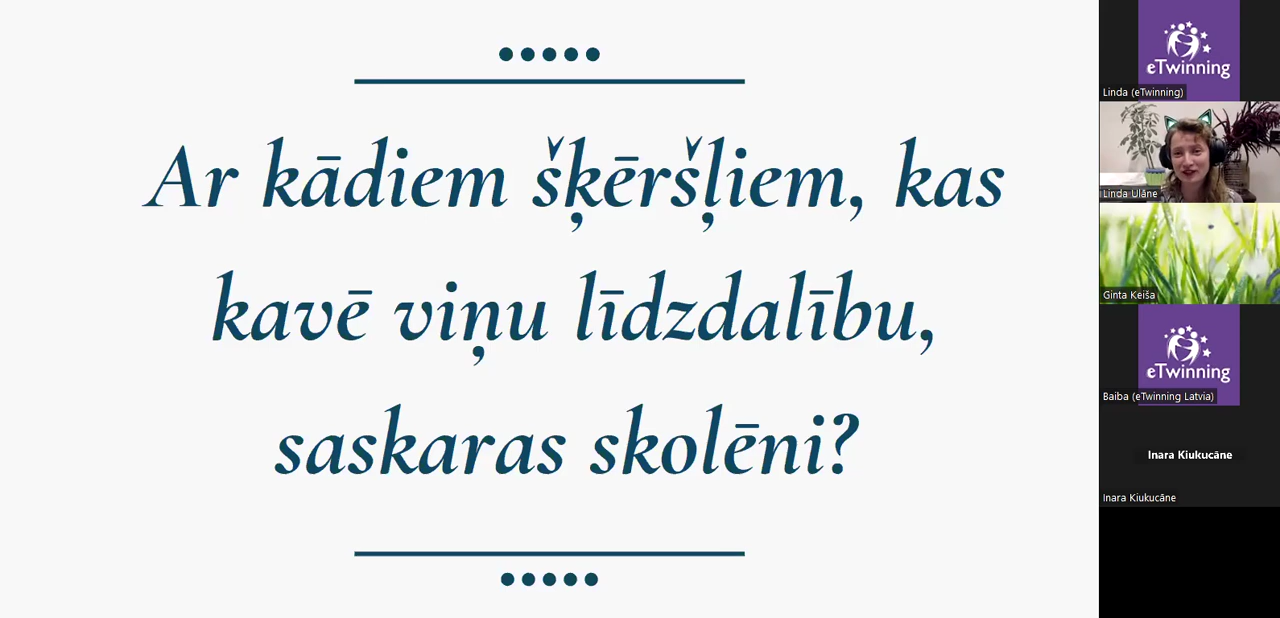 Ar kādiem šķēršļiem, kas
kavē viņu līdzdalību,
saskaras skolēni?
eTwinning
Linda (eTwinning)
Linda Ulāne
Ginta Keiša
eTwinning
Baiba (eTwinning Latvia)
Inara Kiukucāne
Inara Kiukucāne